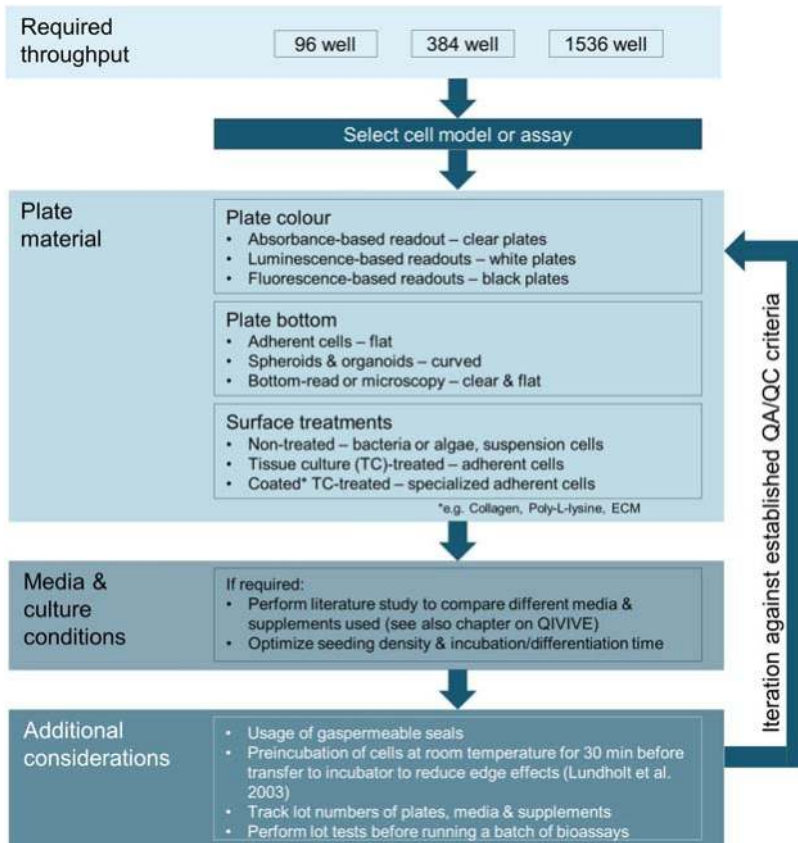 Required
throughput
96 well
384 well
1536 well
Select cell model or assay
Plate
material
Plate colour
• Absorbance-based readout – clear plates
• Luminescence-based readouts – white plates
• Fluorescence-based readouts – black plates
Plate bottom
• Adherent cells – flat
• Spheroids & organoids – curved
• Bottom-read or microscopy – clear & flat
Surface treatments
• Non-treated – bacteria or algae, suspension cells
• Tissue culture (TC)-treated – adherent cells
• Coated* TC-treated – specialized adherent cells
*e.g. Collagen, Poly-L-lysine, ECM
Media &
culture
conditions
If required:
• Perform literature study to compare different media &
supplements used (see also chapter on QIVIVE)
• Optimize seeding density & incubation/differentiation time
Additional
considerations
• Usage of gaspermeable seals
• Preincubation of cells at room temperature for 30 min before
transfer to incubator to reduce edge effects (Lundholt et al.
2003)
• Track lot numbers of plates, media & supplements
• Perform lot tests before running a batch of bioassays
Iteration against established QA/QC criteria